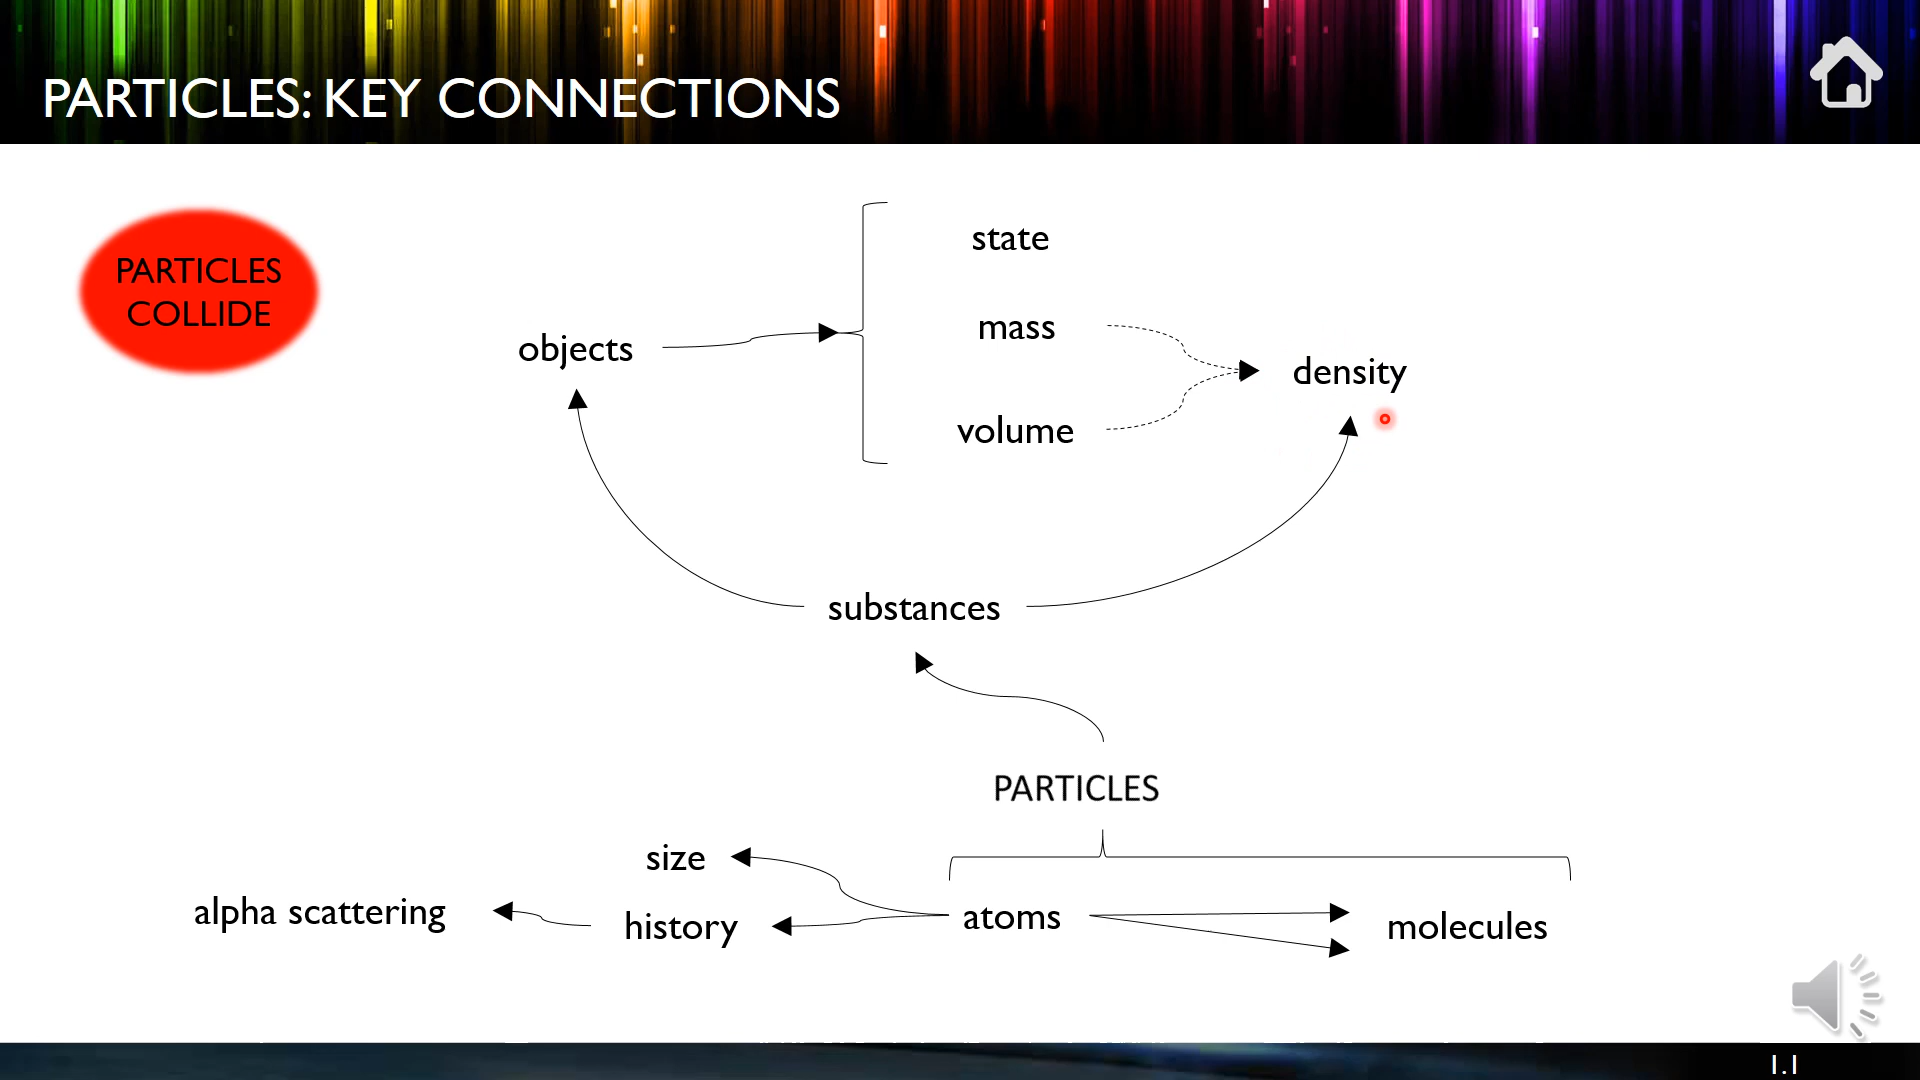 PARTICLES: KEY CONNECTIONS
PARTICLES
COLLIDE
state
mass
objects
density
volume
substances
PARTICLES
size
alpha scattering
history
atoms
molecules
1.1